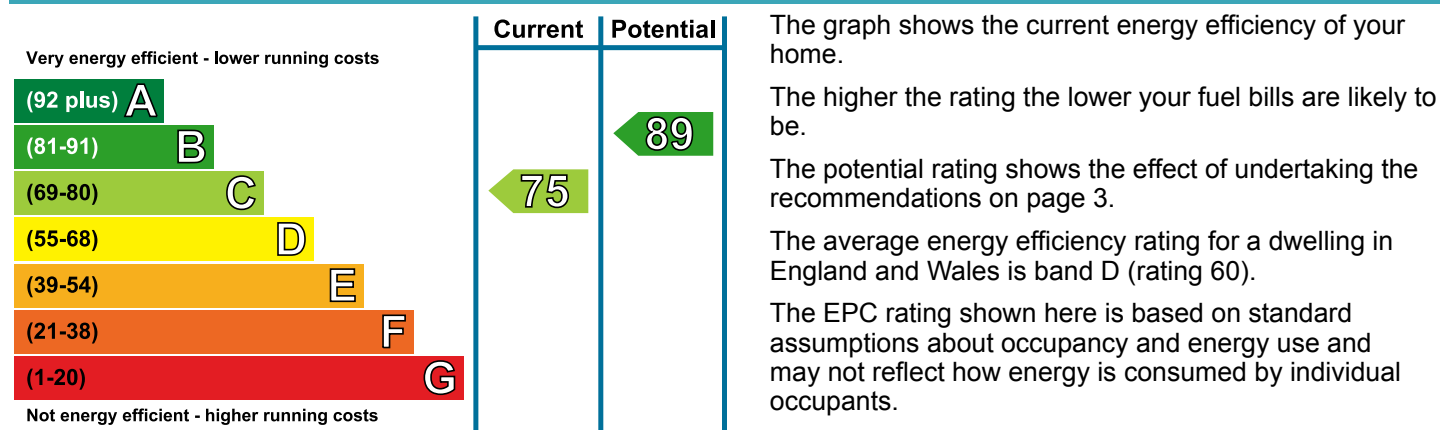 Current Potential
Very energy efficient - lower running costs
(92 plus) A
(81-91) B
(69-80) C
(55-68) D
(39-54) E
(21-38) F
(1-20) G
Not energy efficient - higher running costs
89
75
The graph shows the current energy efficiency of your
home.
The higher the rating the lower your fuel bills are likely to
be.
The potential rating shows the effect of undertaking the
recommendations on page 3.
The average energy efficiency rating for a dwelling in
England and Wales is band D (rating 60).
The EPC rating shown here is based on standard
assumptions about occupancy and energy use and
may not reflect how energy is consumed by individual
occupants.